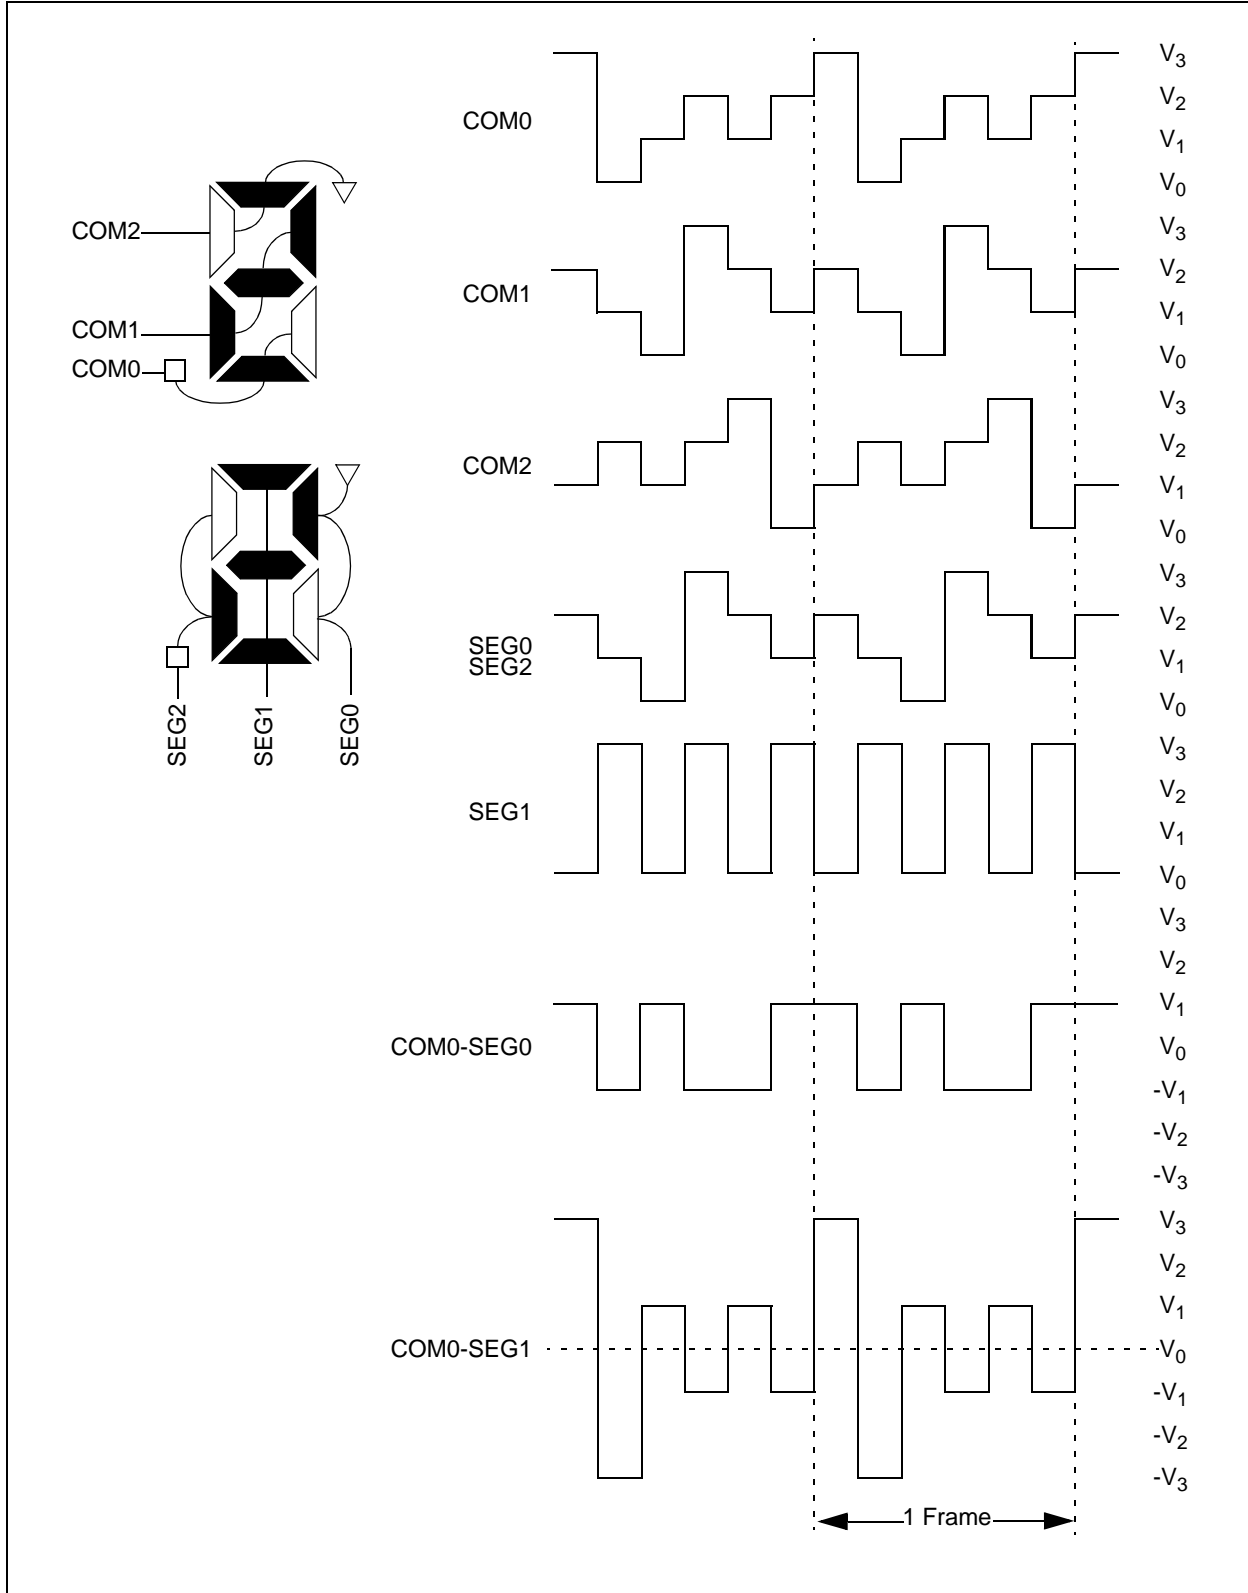 V3
V2
COM0
V1
V0
COM2
COM1
COM0
V3
V2
COM1
V1
V0
V3
V2
COM2
V1
V0
V3
V2
SEG0
SEG2
V1
V0
SEG2
SEG1
SEG0
V3
V2
SEG1
V1
V0
V3
V2
V1
COM0-SEG0
V0
-V1
-V2
-V3
V3
V2
V1
COM0-SEG1
V0
-V1
-V2
-V3
1 Frame